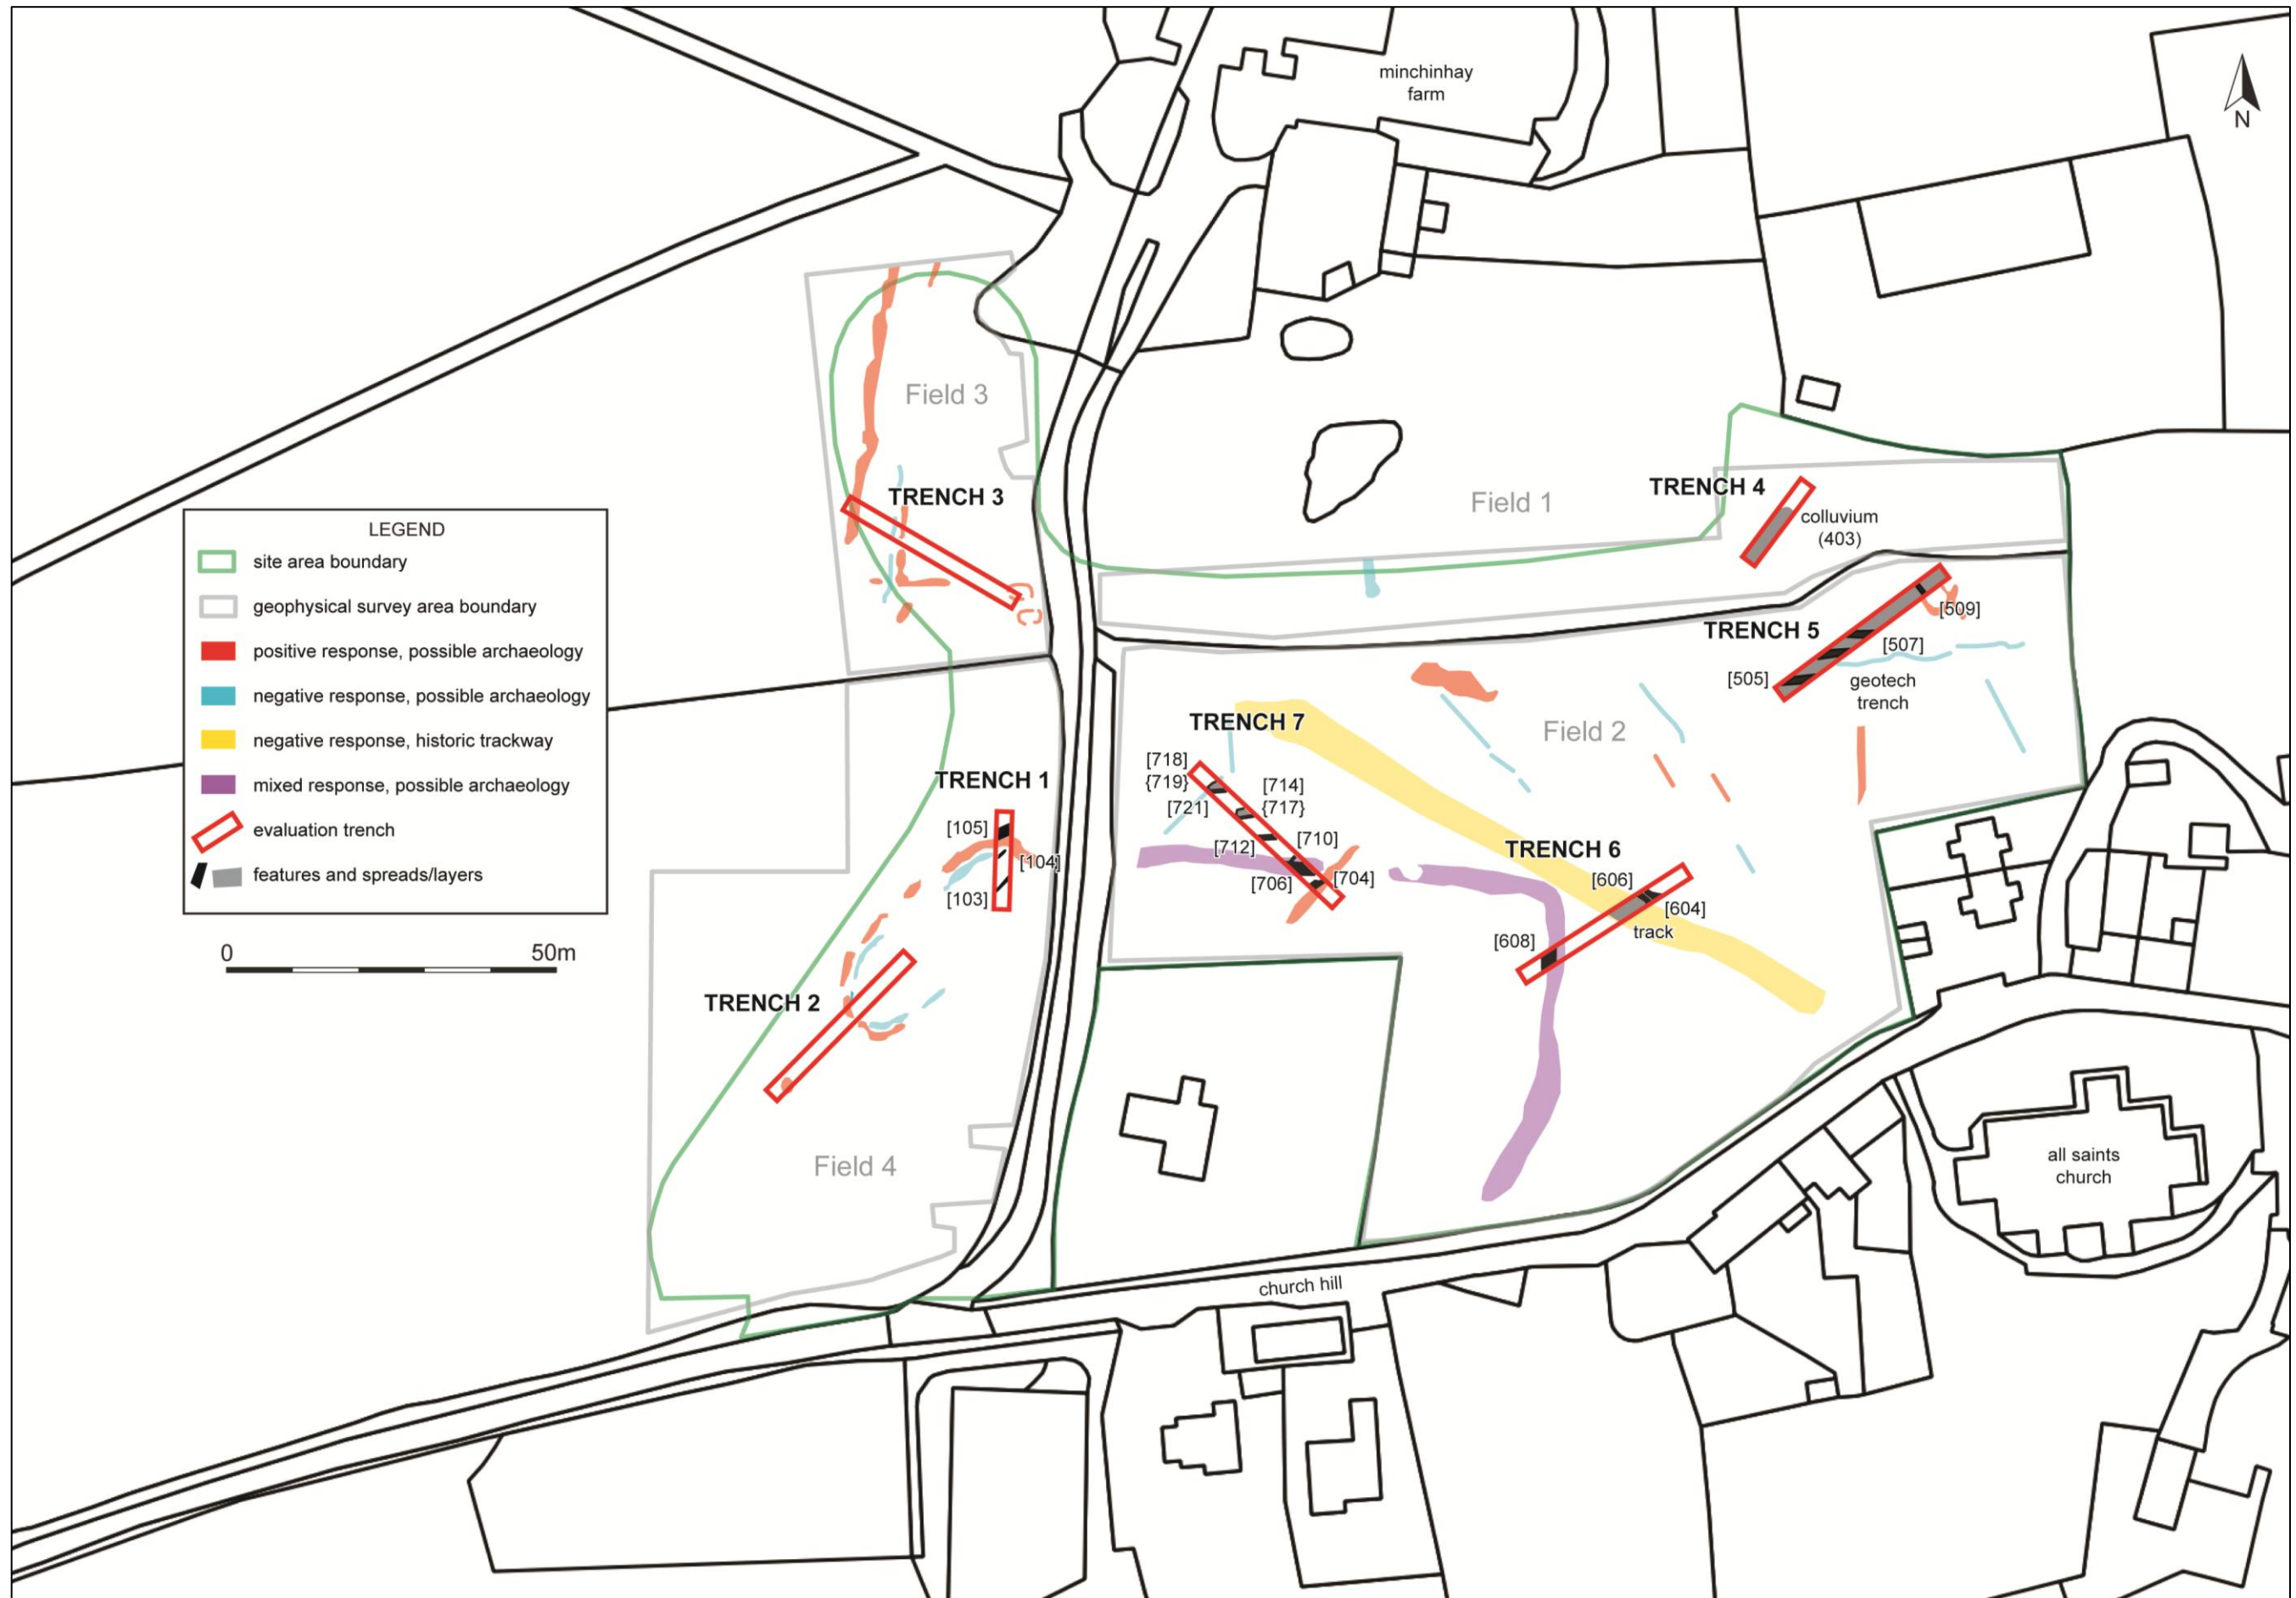 minchinhay
farm
N
Field 3
TRENCH 3
Field 1
TRENCH 4
colluvium
(403)
LEGEND
site area boundary
geophysical survey area boundary
positive response, possible archaeology
negative response, possible archaeology
negative response, historic trackway
mixed response, possible archaeology
evaluation trench
features and spreads/layers
0
50m
TRENCH 5
[509]
[507]
[505]
geotech
trench
Field 2
TRENCH 7
[718]
{719}
[721]
[714]
{717}
[710]
[712]
[706]
[704]
TRENCH 1
[105]
[104]
[103]
TRENCH 6
[606]
[604]
track
[608]
TRENCH 2
Field 4
all saints
church
church hill